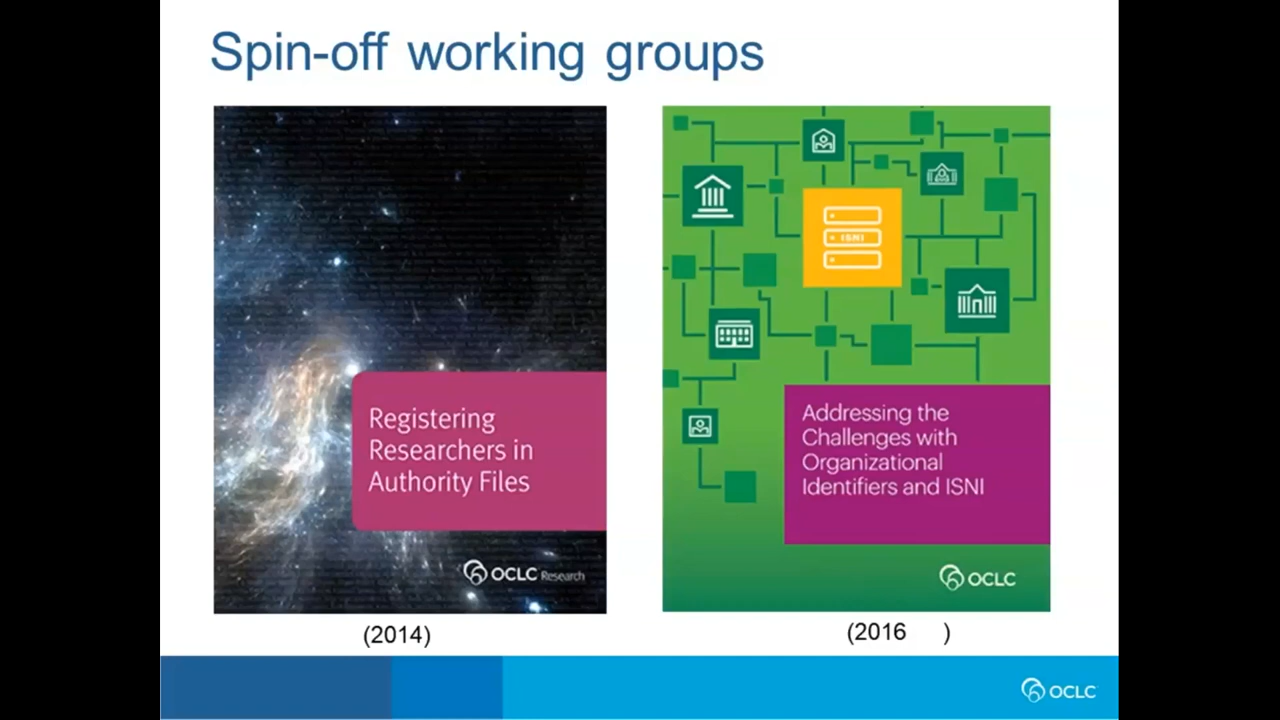 Spin-off working groups
Registering
Researchers in
Authority Files
OCLC Research
(2014)
ISNI
Addressing the
Challenges with
Organizational
Identifiers and ISNI
OCLC
(2016 )
OCLC